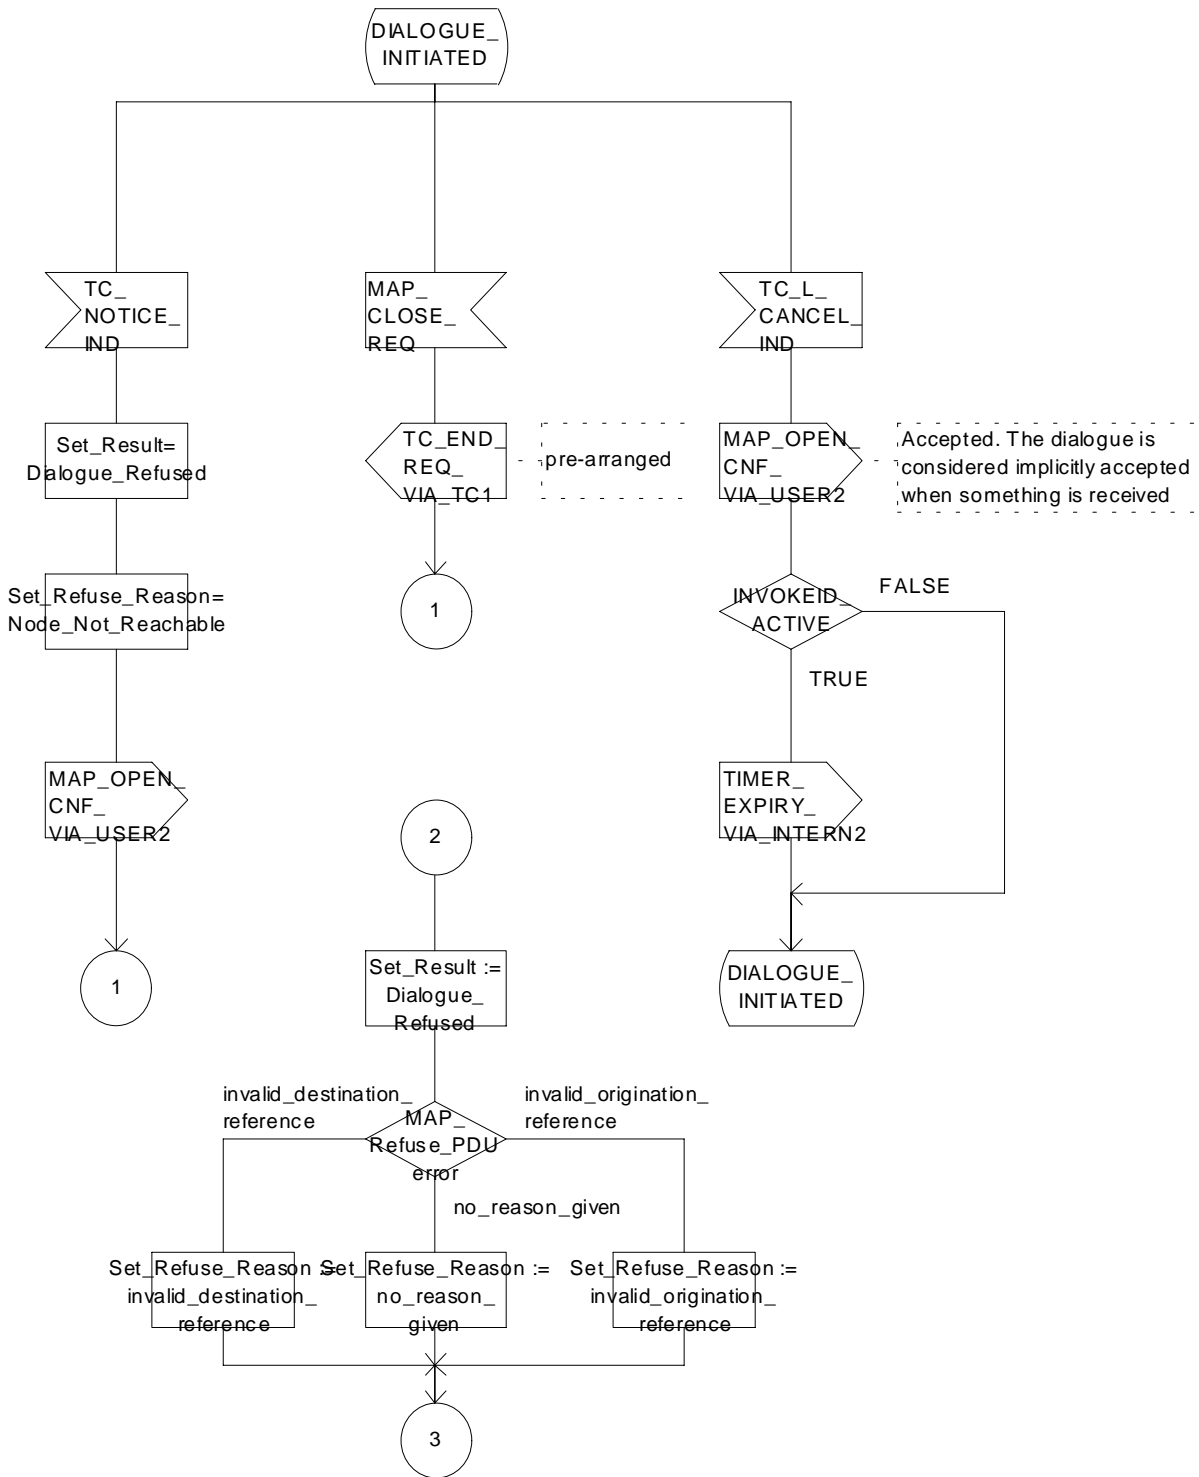 DIALOGUE_
INITIATED
TC_
NOTICE_
IND
MAP_
CLOSE_
REQ
TC_L_
CANCEL_
IND
Set_Result=
Dialogue_Refused
TC_END_
REQ_
VIA_TC1
pre-arranged
MAP_OPEN_
CNF_
VIA_USER2
Accepted. The dialogue is
considered implicitly accepted
when something is received
Set_Refuse_Reason=
Node_Not_Reachable
1
INVOKEID_
ACTIVE
FALSE
TRUE
MAP_OPEN_
CNF_
VIA_USER2
TIMER_
EXPIRY_
VIA_INTERN2
2
1
Set_Result :=
Dialogue_
Refused
DIALOGUE_
INITIATED
invalid_destination_
reference
MAP_
Refuse_PDU
error
invalid_origination_
reference
no_reason_given
Set_Refuse_Reason :=
invalid_destination_
reference
Set_Refuse_Reason :=
no_reason_
given
Set_Refuse_Reason :=
invalid_origination_
reference
3